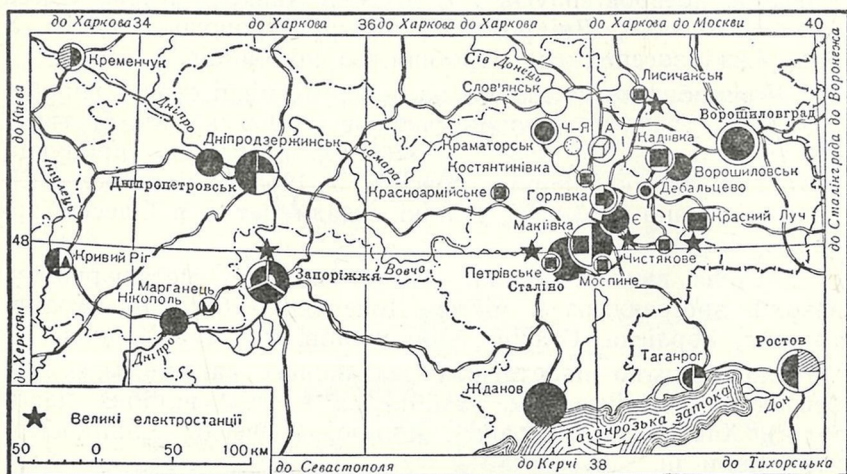 до Харкова 34 до Харкова 36 до Харкова до Харкова до Харкова до Москви 40
до Києва
до Херсона
до Воронежа
до Сталінграда
Кременчук
Дніпро
Сів Донець
Лисичанськ
Слов'янськ
Ворошиловград
Дніпродзержинськ
Самара
Ч-Я
А
Кадіївка
Краматорськ
Костянтинівка
Ворошиловськ
Інгулець
Дніпропетровськ
Красноармійське
Горлівка
Дебальцево
Є
Красний Луч
48
Макіївка
Кривий Ріг
Вовчо
Чистякове
Марганець
Запоріжжя
Петрівське
Сталіно
Моспине
Нікополь
Дніпро
Таганрог
Ростов
Жданов
Дон
Таганрозька затока
Великі електростанції
50 0 50 100 км
до Севастополя
до Керчі
38
до Тихорецька